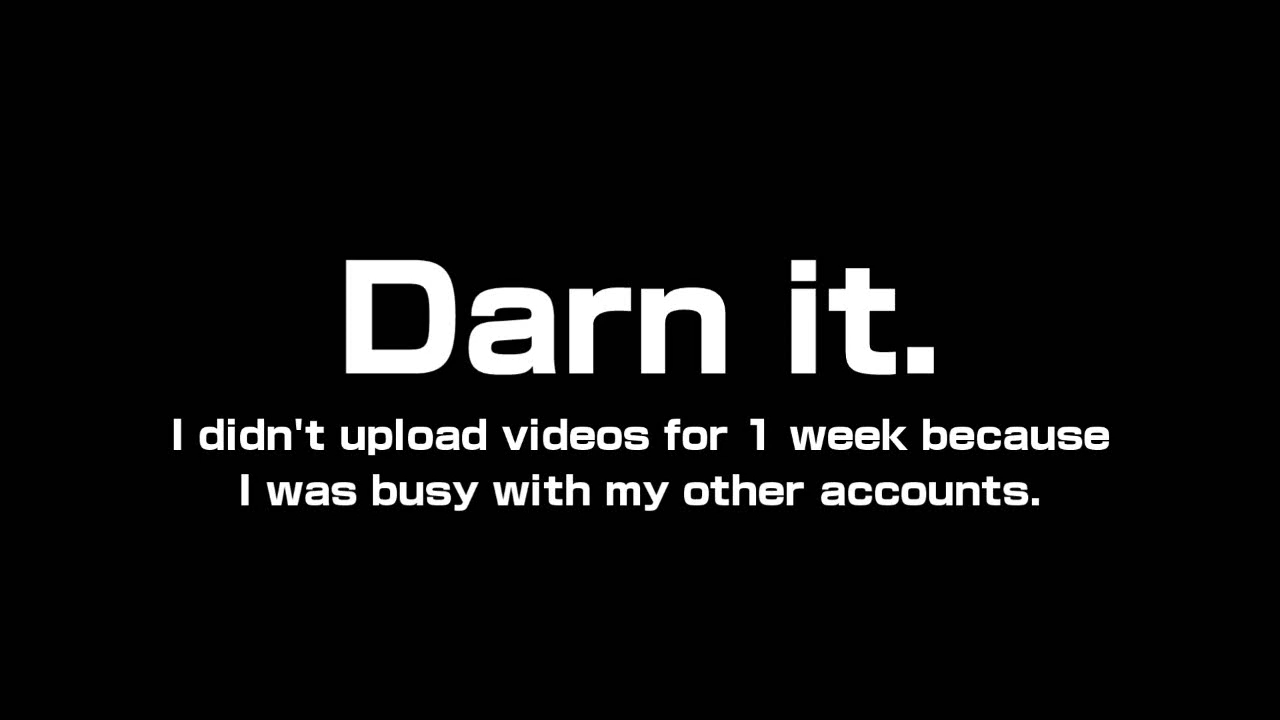 Darn it.
I didn't upload videos for 1 week because
I was busy with my other accounts.